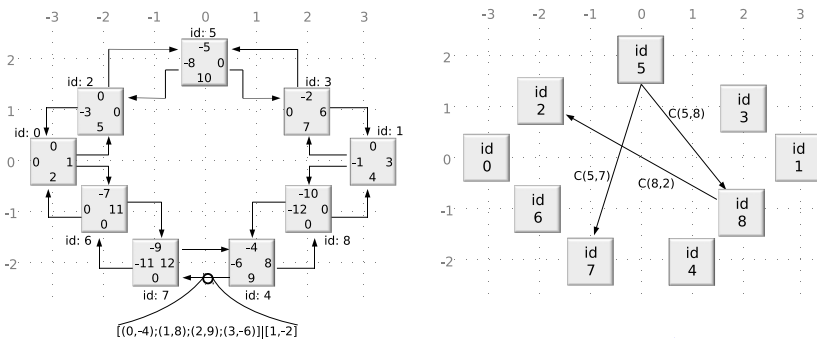 -3 -2 -1 0 1 2 3
2
1
0
-1
-2
id: 5
-5
-8 0
10
id: 2
0
-3 0
5
id: 3
-2
0 6
7
id: 0
0
0 1
2
id: 1
0
-1 3
4
-7
0 11
0
id: 6
-10
-12 0
0
id: 8
-9
-11 12
0
id: 7
-4
-6 8
9
id: 4
[(0,-4);(1,8);(2,9);(3,-6)]|[1,-2]
-3 -2 -1 0 1 2 3
2
1
0
-1
-2
id
5
id
2
id
3
C(5,8)
id
0
id
1
C(5,7)
C(8,2)
id
6
id
8
id
7
id
4